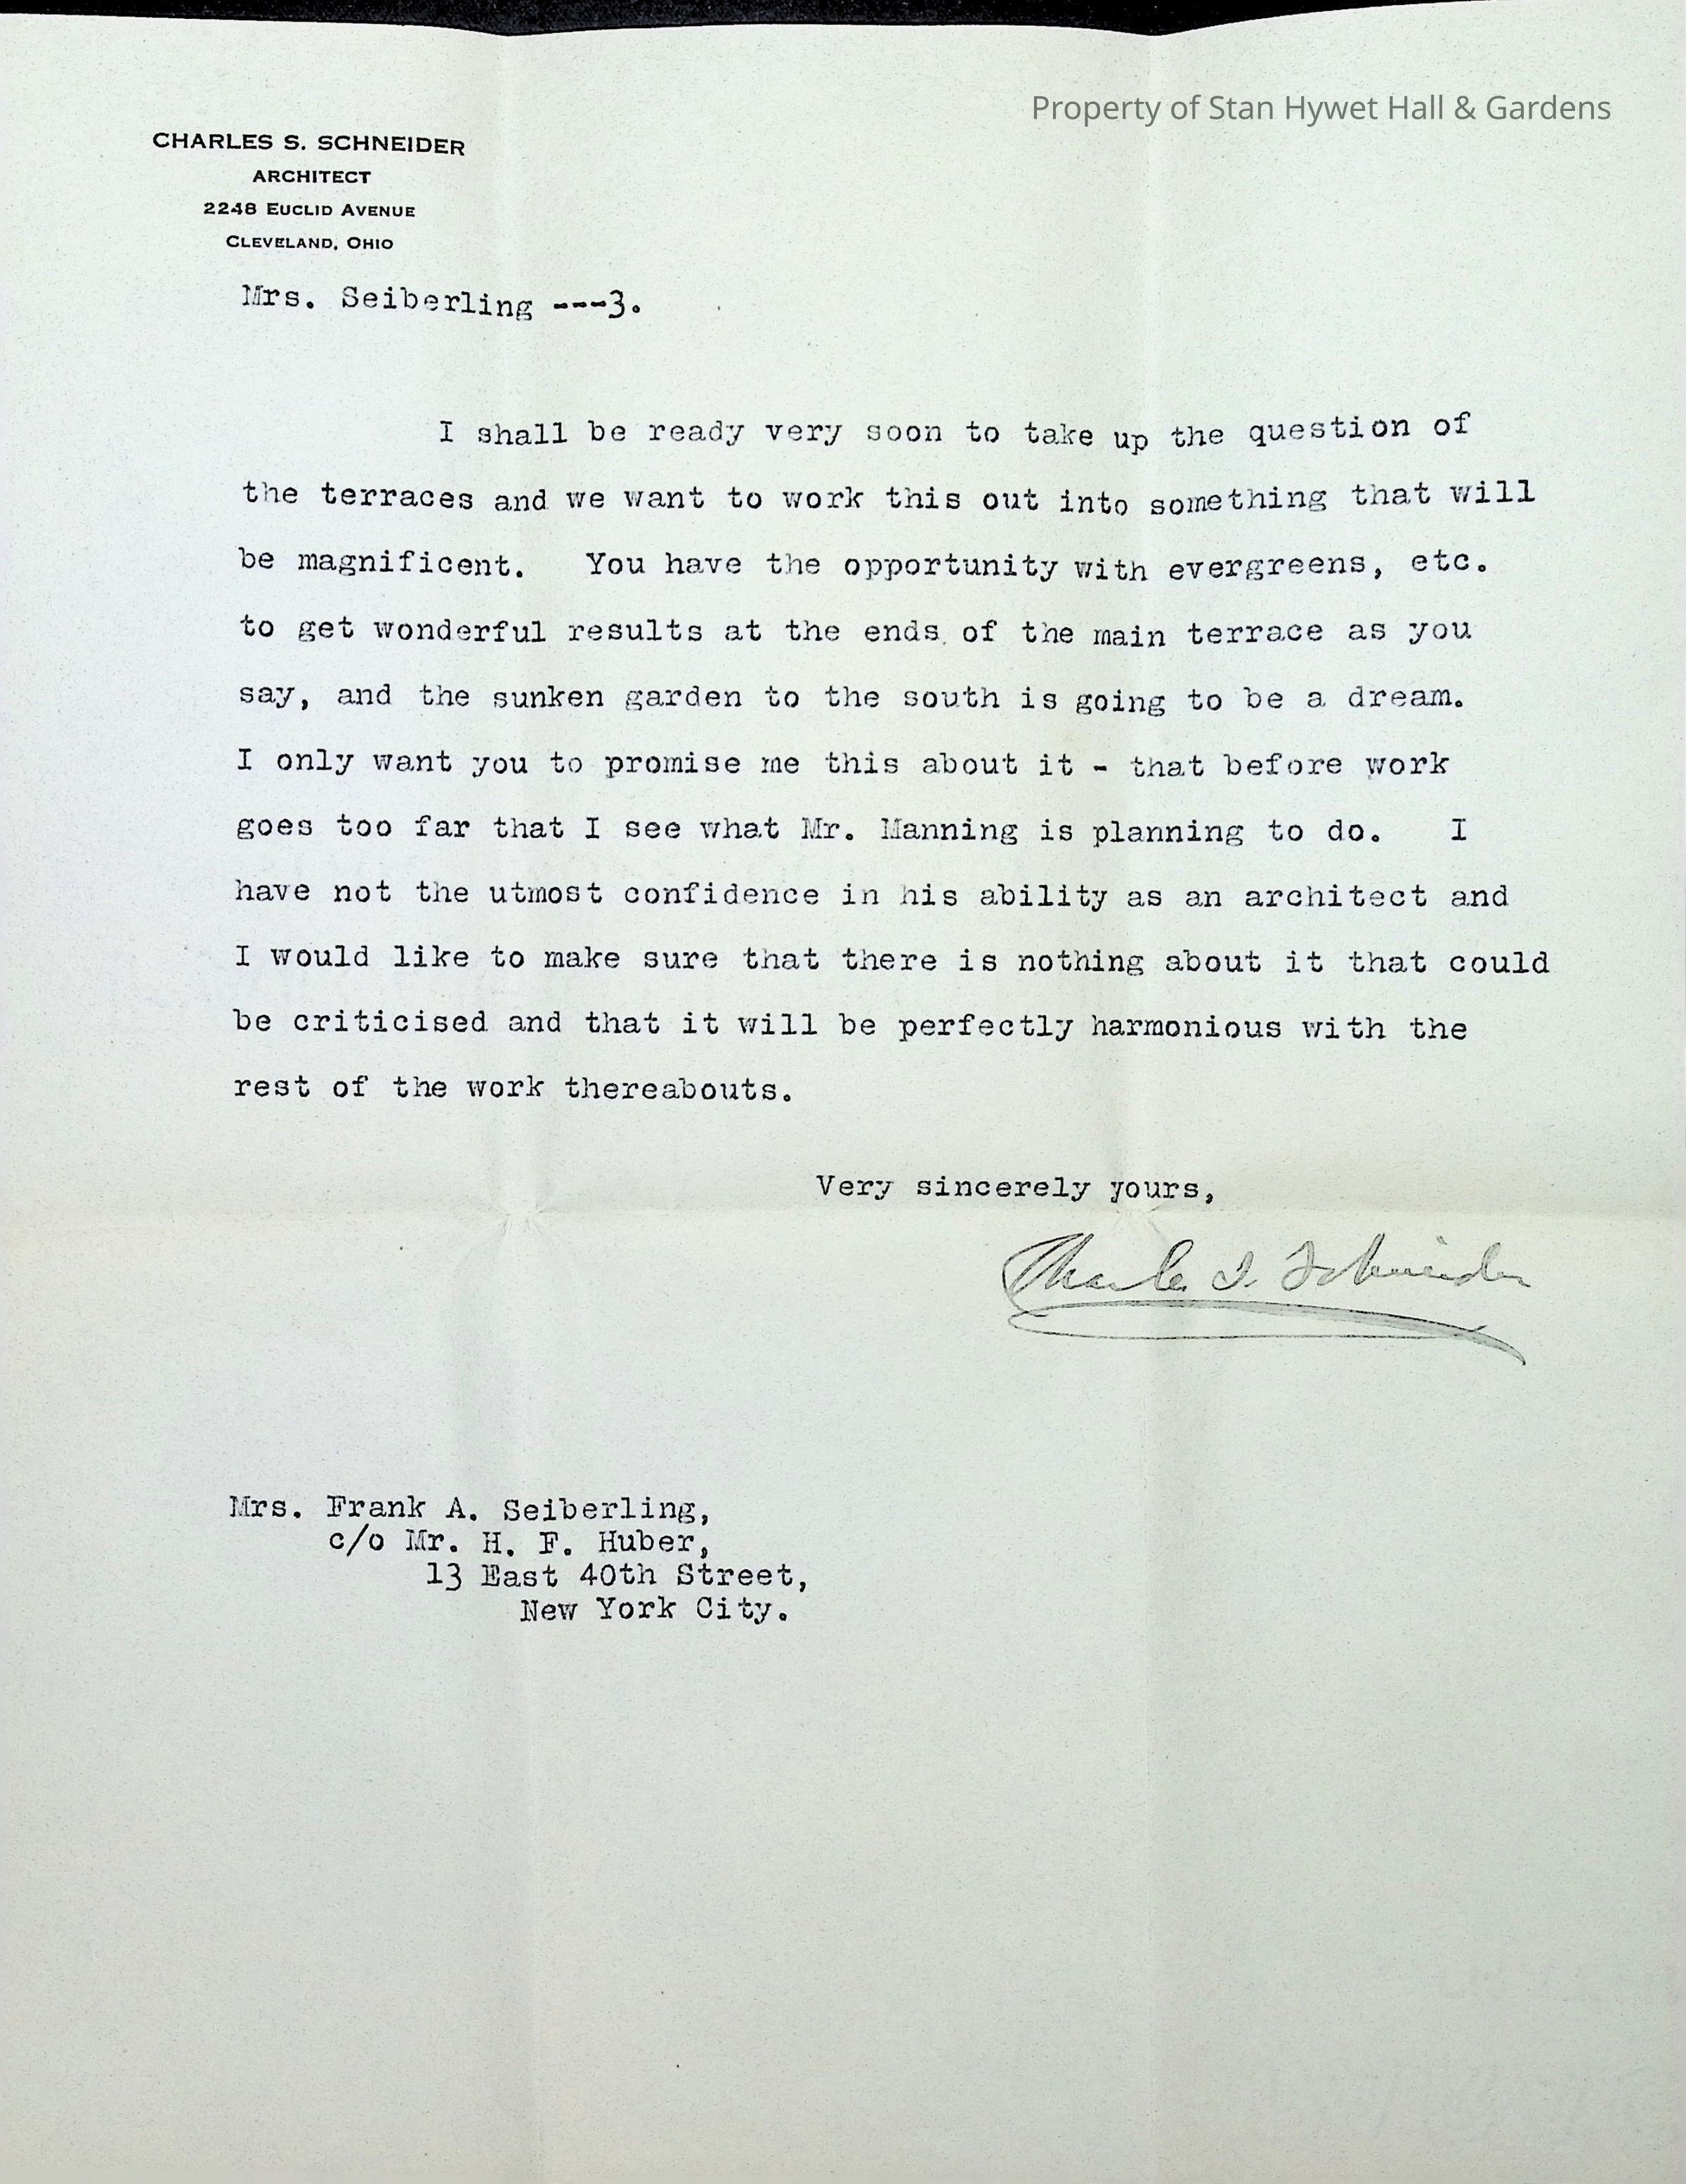 Property of Stan Hywet Hall & Gardens
CHARLES S. SCHNEIDER
ARCHITECT
2248 EUCLID AVENUE
CLEVELAND, OHIO
Mrs. Seiberling ---3.
I shall be ready very soon to take up the question of
the terraces and we want to work this out into something that will
be magnificent. You have the opportunity with evergreens, etc.
to get wonderful results at the ends of the main terrace as you
say, and the sunken garden to the south is going to be a dream.
I only want you to promise me this about it - that before work
goes too far that I see what Mr. Manning is planning to do. I
have not the utmost confidence in his ability as an architect and
I would like to make sure that there is nothing about it that could
be criticised and that it will be perfectly harmonious with the
rest of the work thereabouts.
Very sincerely yours,
Charles S. Schneider
Mrs. Frank A. Seiberling,
c/o Mr. H. F. Huber,
13 East 40th Street,
New York City.